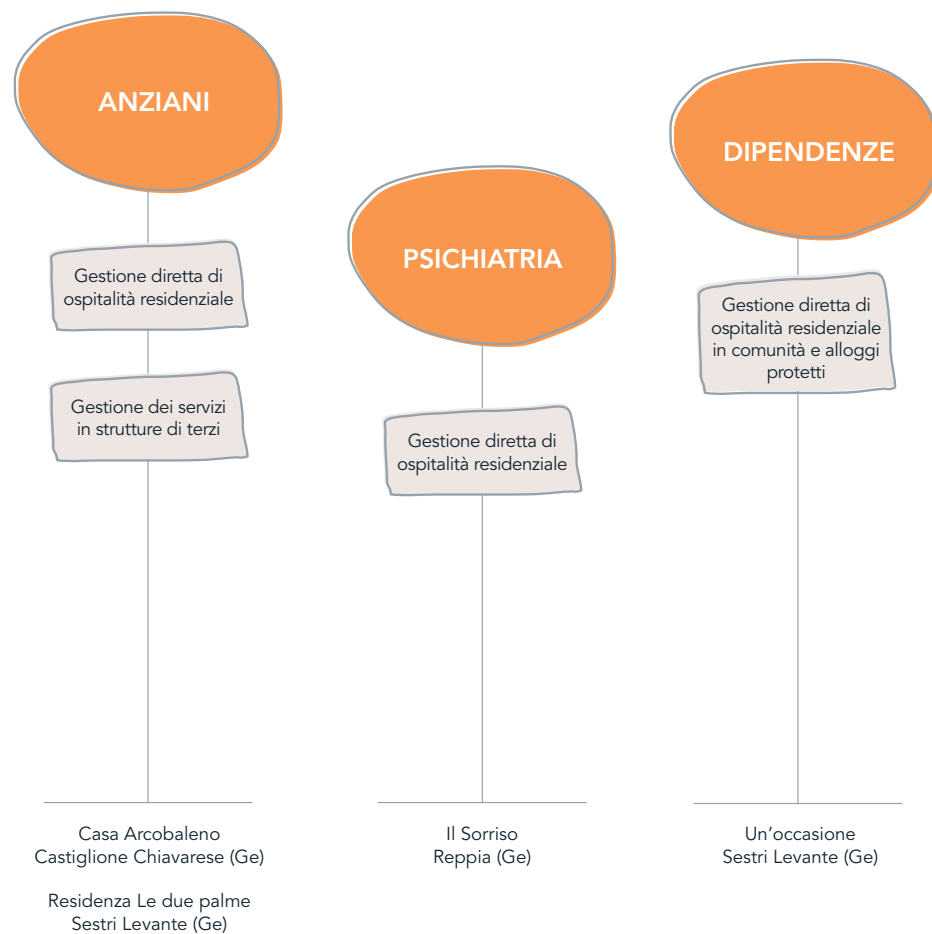 ANZIANI
Gestione diretta di
ospitalità residenziale
Gestione dei servizi
in strutture di terzi
Casa Arcobaleno
Castiglione Chiavarese (Ge)
Residenza Le due palme
Sestri Levante (Ge)
PSICHIATRIA
Gestione diretta di
ospitalità residenziale
Il Sorriso
Reppia (Ge)
DIPENDENZE
Gestione diretta di
ospitalità residenziale
in comunità e alloggi
protetti
Un’occasione
Sestri Levante (Ge)